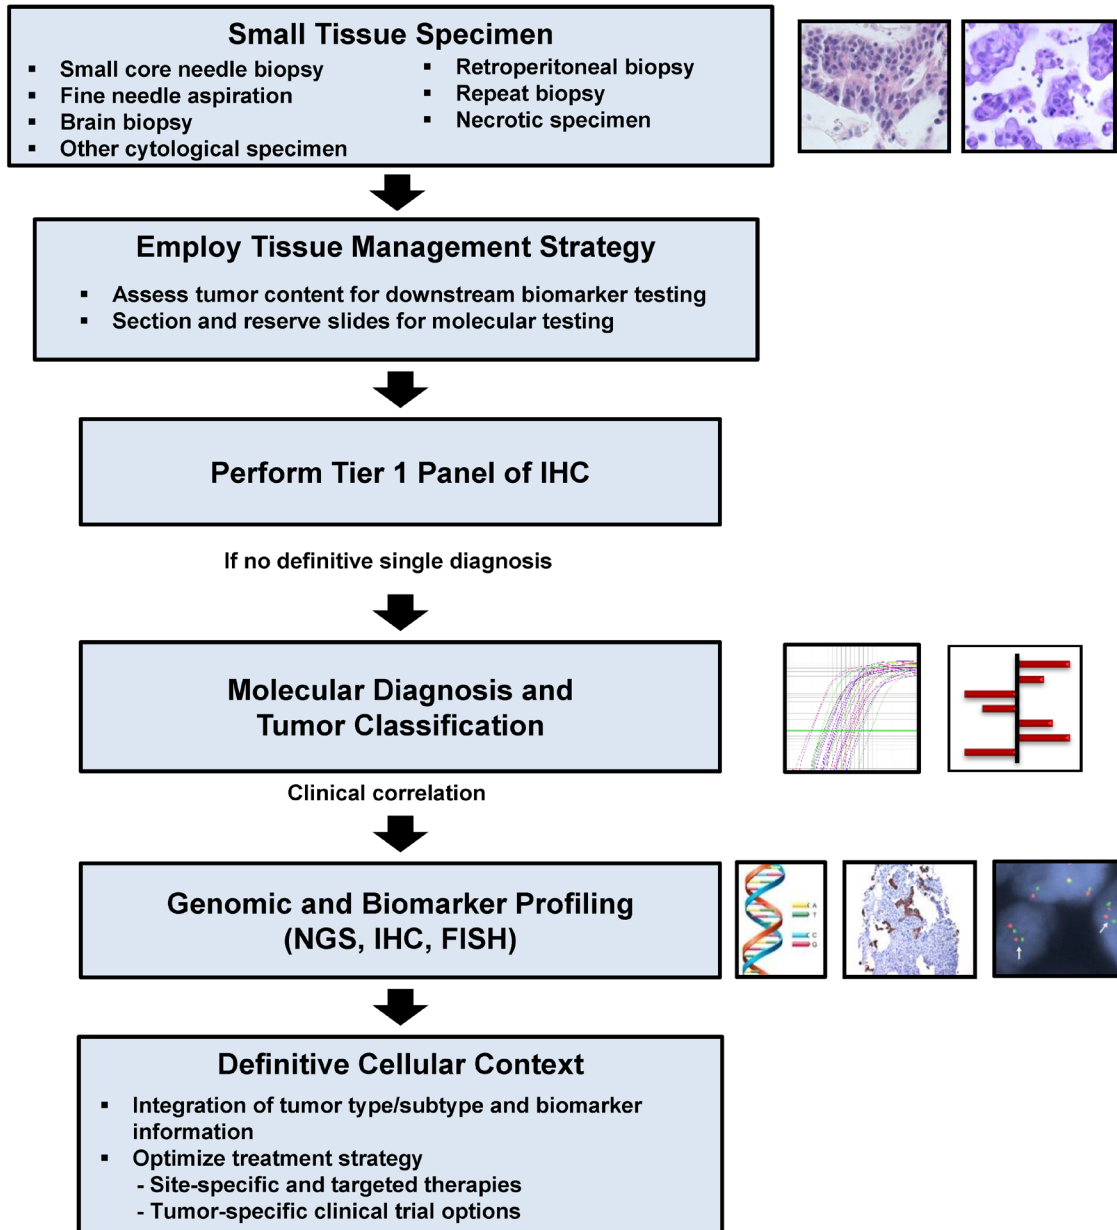 Small Tissue Specimen
▪ Small core needle biopsy
▪ Fine needle aspiration
▪ Brain biopsy
▪ Other cytological specimen
▪ Retroperitoneal biopsy
▪ Repeat biopsy
▪ Necrotic specimen
Employ Tissue Management Strategy
▪ Assess tumor content for downstream biomarker testing
▪ Section and reserve slides for molecular testing
Perform Tier 1 Panel of IHC
If no definitive single diagnosis
Molecular Diagnosis and
Tumor Classification
Clinical correlation
Genomic and Biomarker Profiling
(NGS, IHC, FISH)
A
T
C
G
Definitive Cellular Context
▪ Integration of tumor type/subtype and biomarker
information
▪ Optimize treatment strategy
- Site-specific and targeted therapies
- Tumor-specific clinical trial options